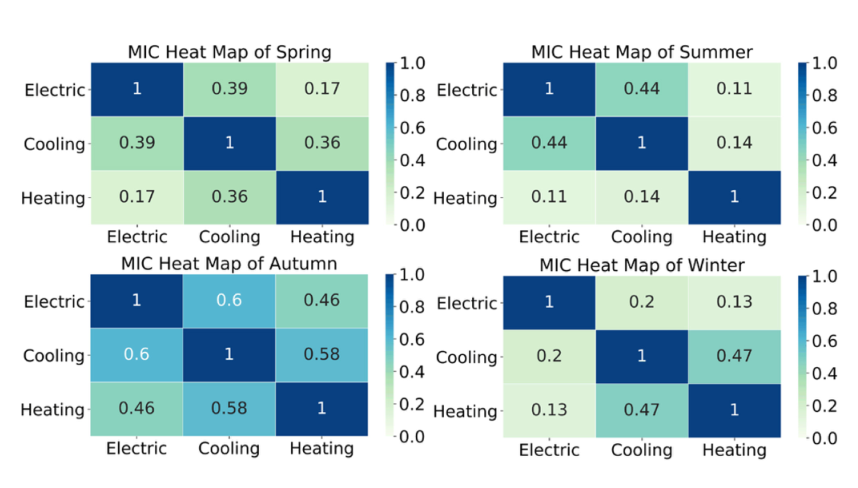 MIC Heat Map of Spring
Electric 1 0.39 0.17
Cooling 0.39 1 0.36
Heating 0.17 0.36 1
Electric Cooling Heating
1.0
0.8
0.6
0.4
0.2
0.0
MIC Heat Map of Summer
Electric 1 0.44 0.11
Cooling 0.44 1 0.14
Heating 0.11 0.14 1
Electric Cooling Heating
1.0
0.8
0.6
0.4
0.2
0.0
MIC Heat Map of Autumn
Electric 1 0.6 0.46
Cooling 0.6 1 0.58
Heating 0.46 0.58 1
Electric Cooling Heating
1.0
0.8
0.6
0.4
0.2
0.0
MIC Heat Map of Winter
Electric 1 0.2 0.13
Cooling 0.2 1 0.47
Heating 0.13 0.47 1
Electric Cooling Heating
1.0
0.8
0.6
0.4
0.2
0.0